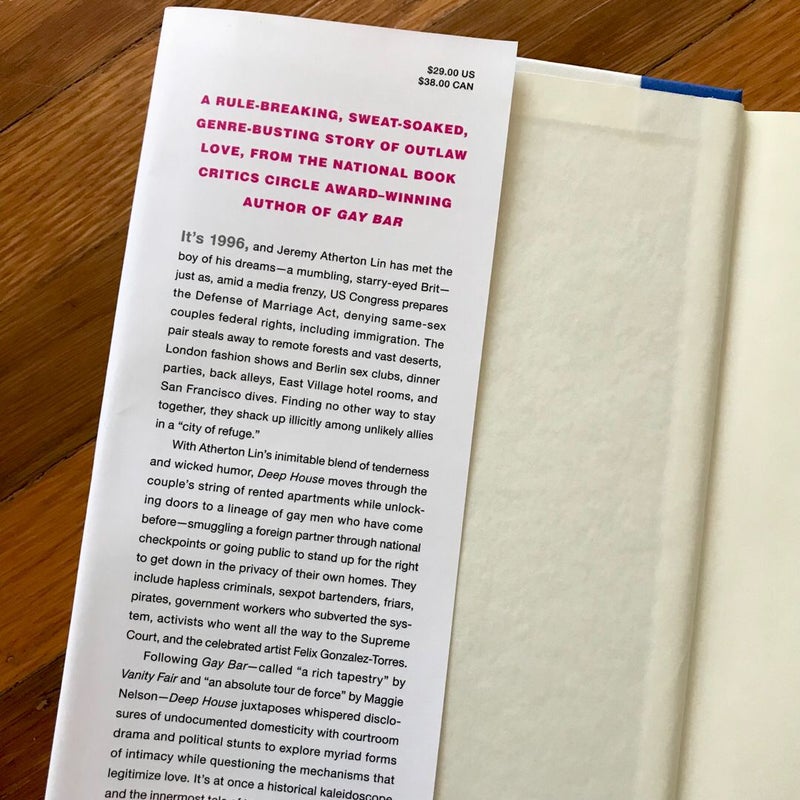 $29.00 US
$38.00 CAN
A RULE-BREAKING, SWEAT-SOAKED,
GENRE-BUSTING STORY OF OUTLAW
LOVE, FROM THE NATIONAL BOOK
CRITICS CIRCLE AWARD–WINNING
AUTHOR OF GAY BAR
It's 1996, and Jeremy Atherton Lin has met the
boy of his dreams—a mumbling, starry-eyed Brit—
just as, amid a media frenzy, US Congress prepares
the Defense of Marriage Act, denying same-sex
couples federal rights, including immigration. The
pair steals away to remote forests and vast deserts,
London fashion shows and Berlin sex clubs, dinner
parties, back alleys, East Village hotel rooms, and
San Francisco dives. Finding no other way to stay
together, they shack up illicitly among unlikely allies
in a “city of refuge.”
With Atherton Lin's inimitable blend of tenderness
and wicked humor, Deep House moves through the
couple's string of rented apartments while unlock-
ing doors to a lineage of gay men who have come
before—smuggling a foreign partner through national
checkpoints or going public to stand up for the right
to get down in the privacy of their own homes. They
include hapless criminals, sexpot bartenders, friars,
pirates, government workers who subverted the sys-
tem, activists who went all the way to the Supreme
Court, and the celebrated artist Felix Gonzalez-Torres.
Following Gay Bar—called “a rich tapestry” by
Vanity Fair and “an absolute tour de force” by Maggie
Nelson—Deep House juxtaposes whispered disclo-
sures of undocumented domesticity with courtroom
drama and political stunts to explore myriad forms
of intimacy while questioning the mechanisms that
legitimize love. It's at once a historical kaleidoscope
and the innermost tale of